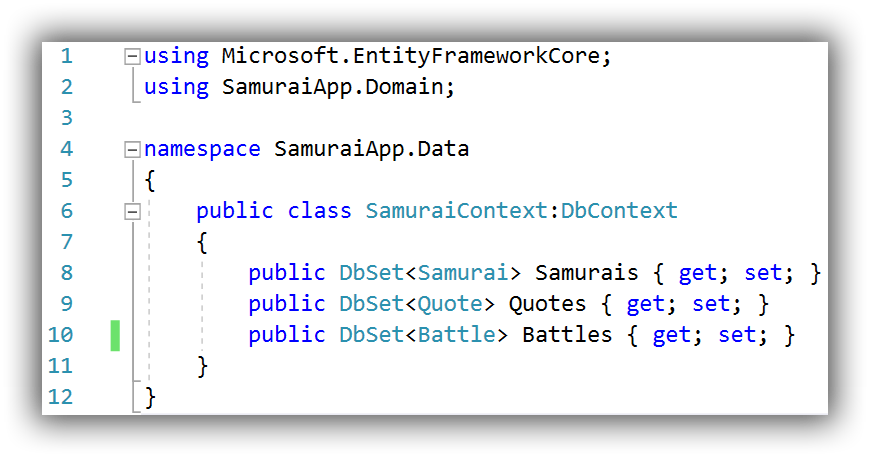 1 using Microsoft.EntityFrameworkCore;
2 using SamuraiApp.Domain;
3
4 namespace SamuraiApp.Data
5 {
6 public class SamuraiContext:DbContext
7 {
8 public DbSet<Samurai> Samurais { get; set; }
9 public DbSet<Quote> Quotes { get; set; }
10 public DbSet<Battle> Battles { get; set; }
11 }
12 }